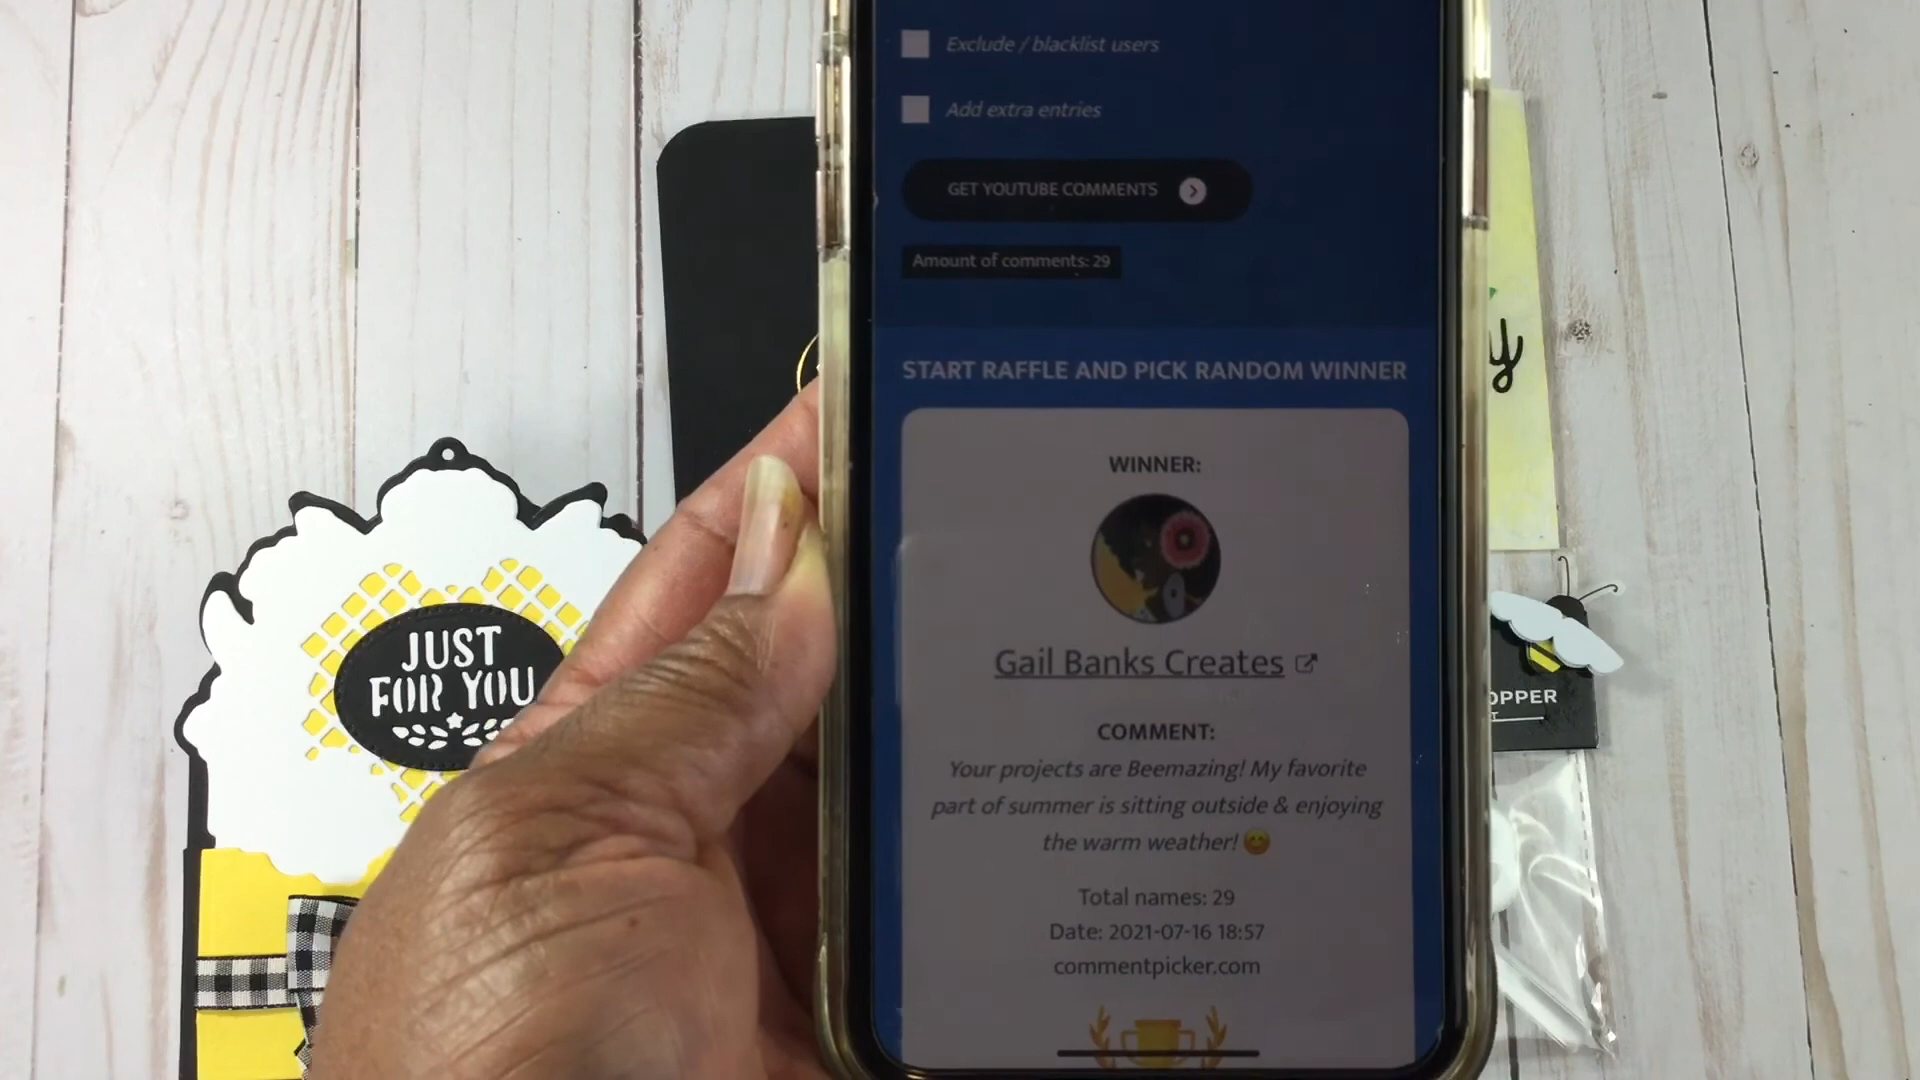 Exclude / blacklist users
Add extra entries
GET YOUTUBE COMMENTS
Amount of comments: 29
START RAFFLE AND PICK RANDOM WINNER
WINNER:
Gail Banks Creates
COMMENT:
Your projects are Beemazing! My favorite
part of summer is sitting outside & enjoying
the warm weather! 😊
Total names: 29
Date: 2021-07-16 18:57
commentpicker.com
JUST
FOR YOU
y
OPPER
T